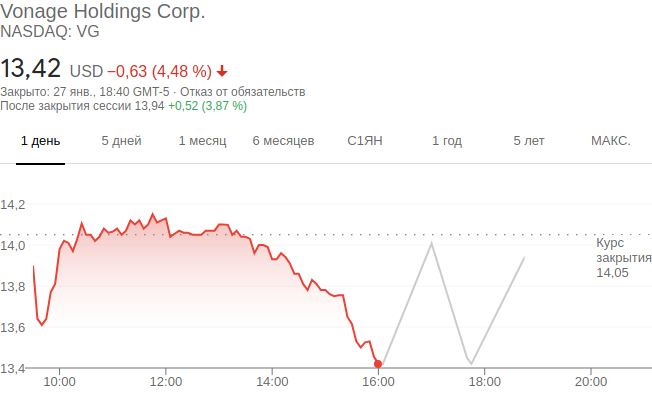 Vonage Holdings Corp.
NASDAQ: VG
13,42 USD −0,63 (4,48 %)
Закрыто: 27 янв., 18:40 GMT-5 · Отказ от обязательств
После закрытия сессии 13,94 +0,52 (3,87 %)
1 день 5 дней 1 месяц 6 месяцев С1ЯН 1 год 5 лет МАКС.
14,2
14,0
13,8
13,6
13,4
Курс
закрытия
14,05
10:00 12:00 14:00 16:00 18:00 20:00